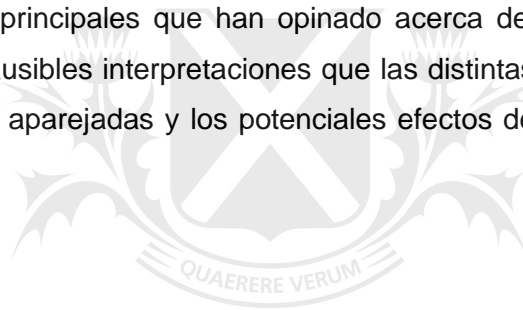 principales que han opinado acerca de
usibles interpretaciones que las distintas
aparejadas y los potenciales efectos de
QUAERERE VERUM